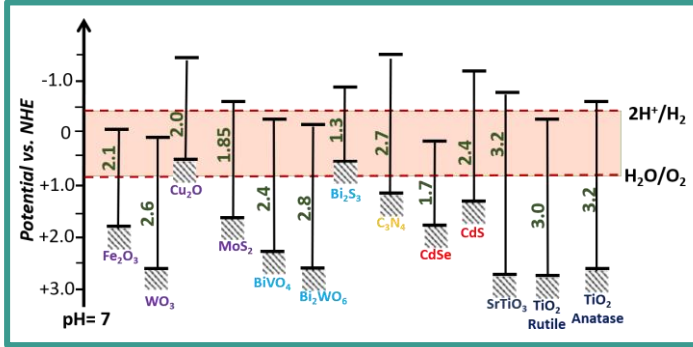 Potential vs. NHE
-1.0
0
+1.0
+2.0
+3.0
pH= 7
2H⁺/H₂
H₂O/O₂
2.1
Fe₂O₃
2.6
WO₃
2.0
Cu₂O
1.85
MoS₂
2.4
BiVO₄
2.8
Bi₂WO₆
1.3
Bi₂S₃
2.7
C₃N₄
1.7
CdSe
2.4
CdS
3.2
SrTiO₃
3.0
TiO₂
Rutile
3.2
TiO₂
Anatase